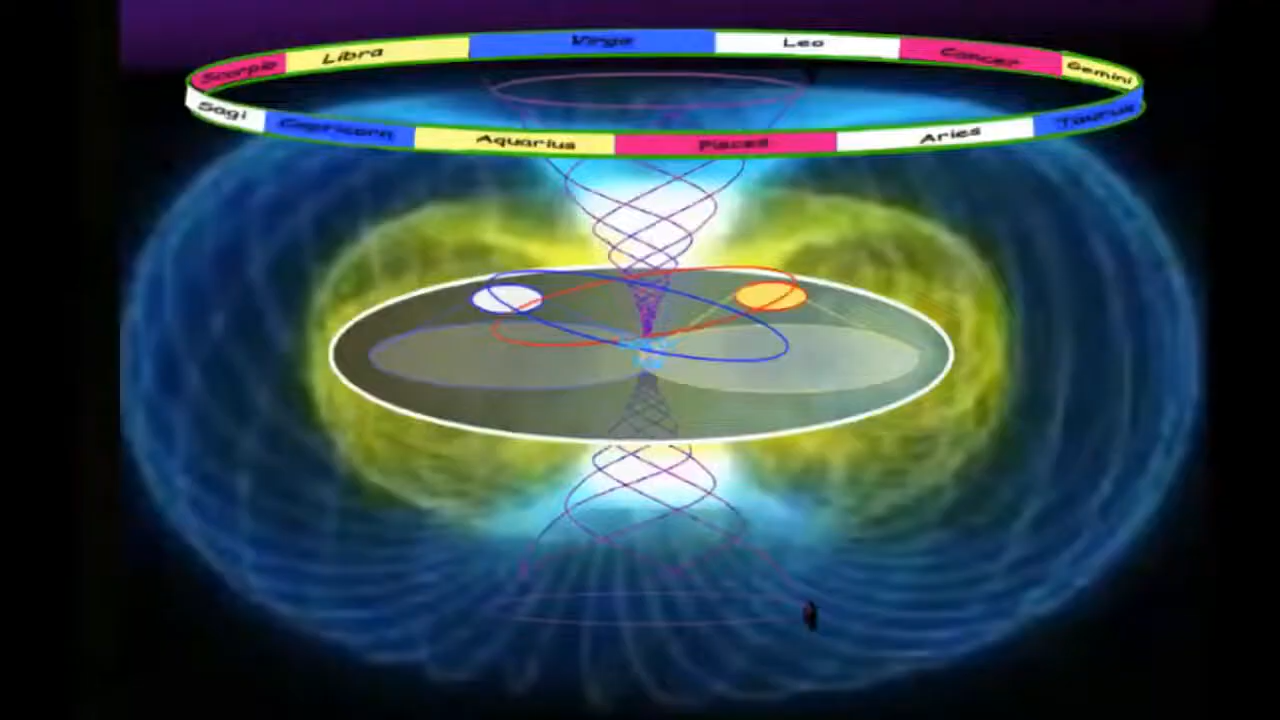 Scorpio
Libra
Virgo
Leo
Cancer
Gemini
Sagi
Capricorn
Aquarius
Pisces
Aries
Taurus